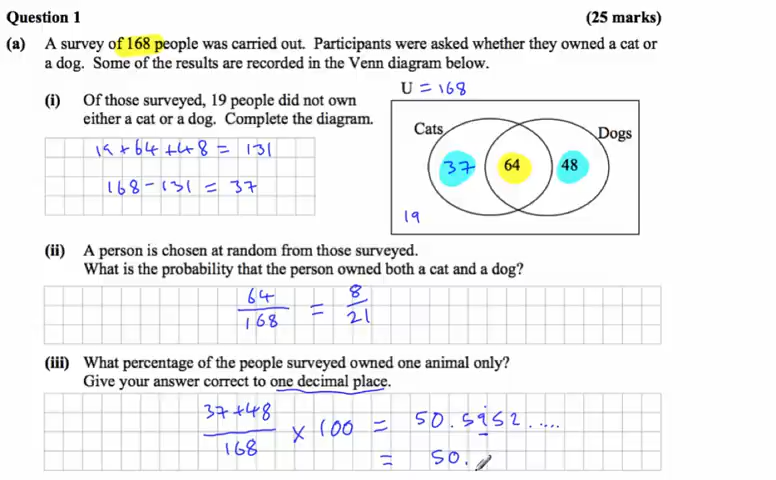 Question 1 (25 marks)
(a) A survey of 168 people was carried out. Participants were asked whether they owned a cat or
a dog. Some of the results are recorded in the Venn diagram below.
U = 168
(i) Of those surveyed, 19 people did not own
either a cat or a dog. Complete the diagram.
19 + 64 + 48 = 131
168 - 131 = 37
Cats
Dogs
37 64 48
19
(ii) A person is chosen at random from those surveyed.
What is the probability that the person owned both a cat and a dog?
64/168 = 8/21
(iii) What percentage of the people surveyed owned one animal only?
Give your answer correct to one decimal place.
37+48/168 × 100 = 50.5952.....
= 50.